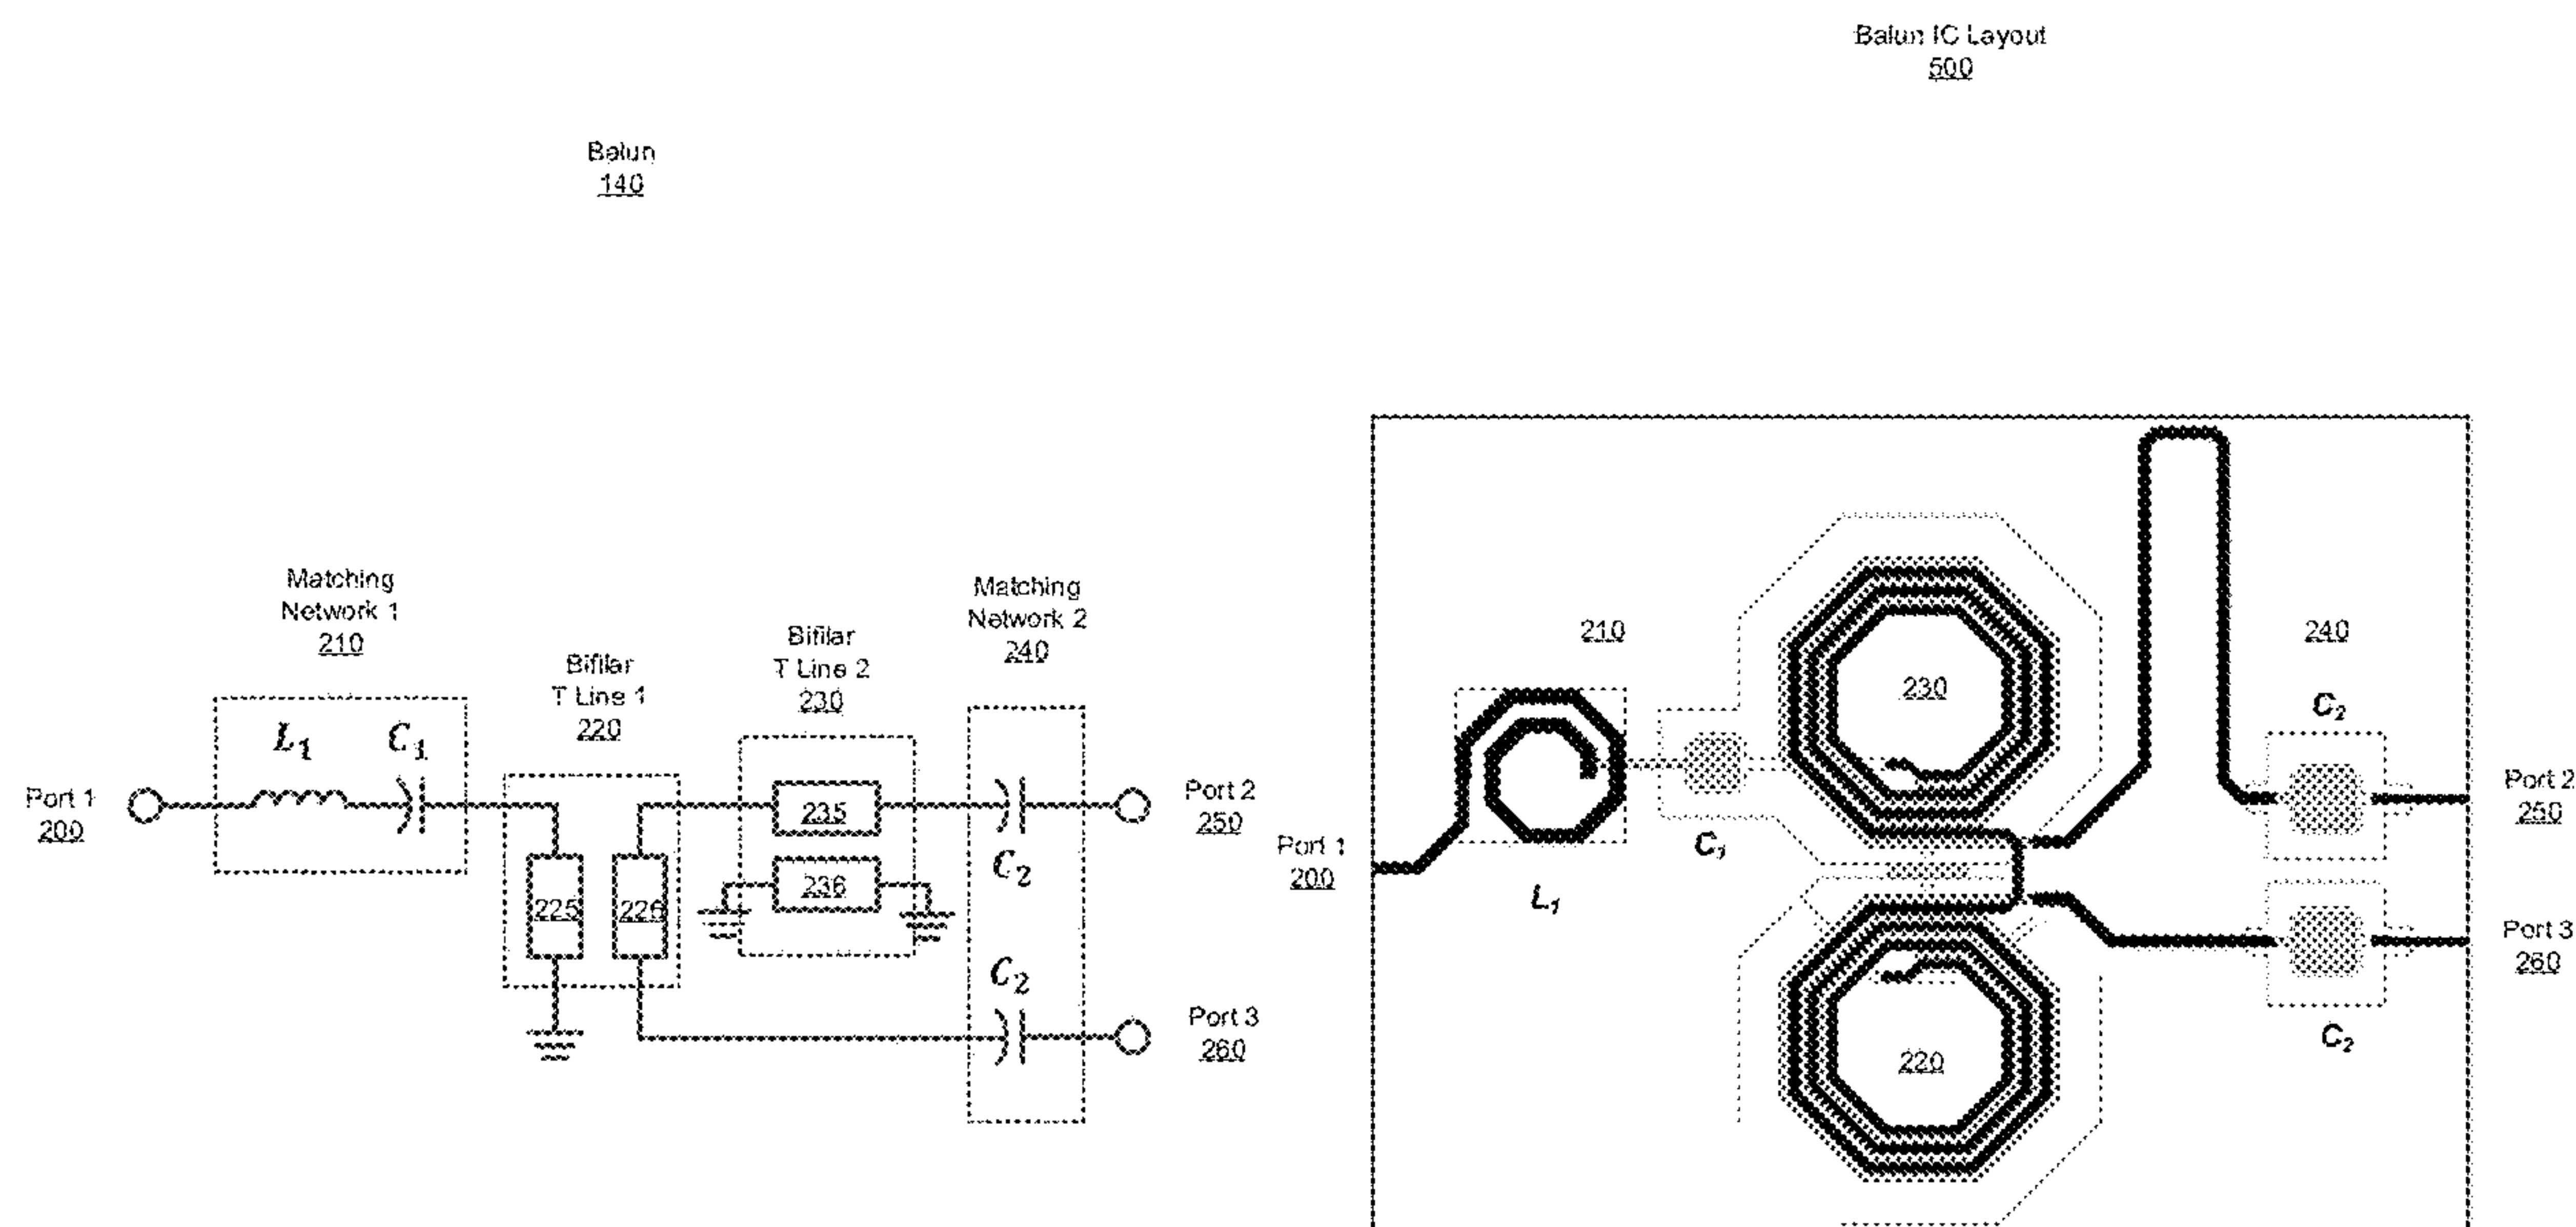 Balun IC Layout
500
Balun
140
Matching
Network 1
210
Bifilar
T Line 1
220
Bifilar
T Line 2
230
Matching
Network 2
240
L1
C1
Port 1
200
225
226
235
236
C2
C2
Port 2
250
Port 3
260
210
230
240
C2
Port 1
200
L1
C1
220
Port 2
250
Port 3
260
C2